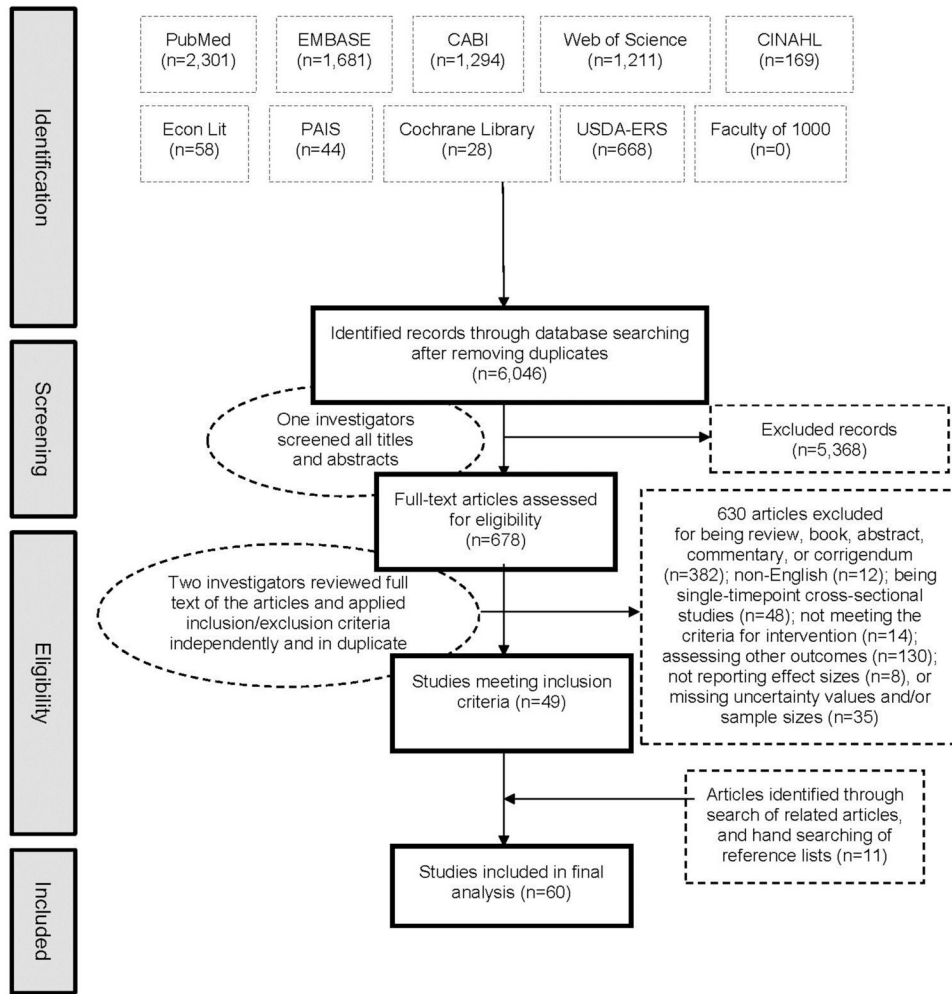 Identification
PubMed
(n=2,301)
EMBASE
(n=1,681)
CABI
(n=1,294)
Web of Science
(n=1,211)
CINAHL
(n=169)
Econ Lit
(n=58)
PAIS
(n=44)
Cochrane Library
(n=28)
USDA-ERS
(n=668)
Faculty of 1000
(n=0)
Identified records through database searching
after removing duplicates
(n=6,046)
Screening
One investigators
screened all titles
and abstracts
Excluded records
(n=5,368)
Full-text articles assessed
for eligibility
(n=678)
Eligibility
Two investigators reviewed full
text of the articles and applied
inclusion/exclusion criteria
independently and in duplicate
630 articles excluded
for being review, book, abstract,
commentary, or corrigendum
(n=382); non-English (n=12); being
single-timepoint cross-sectional
studies (n=48); not meeting the
criteria for intervention (n=14);
assessing other outcomes (n=130);
not reporting effect sizes (n=8), or
missing uncertainty values and/or
sample sizes (n=35)
Studies meeting inclusion
criteria (n=49)
Articles identified through
search of related articles,
and hand searching of
reference lists (n=11)
Included
Studies included in final
analysis (n=60)